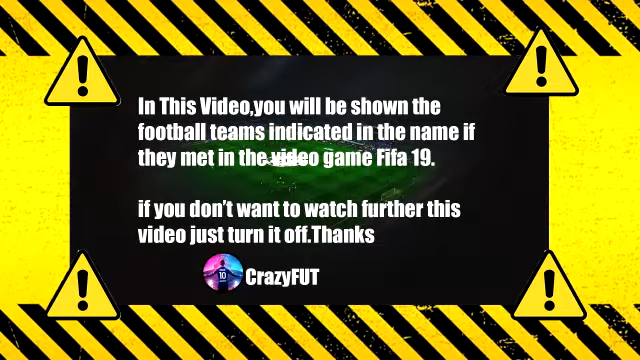 In This Video,you will be shown the
football teams indicated in the name if
they met in the video game Fifa 19.
if you don't want to watch further this
video just turn it off.Thanks
CrazyFUT